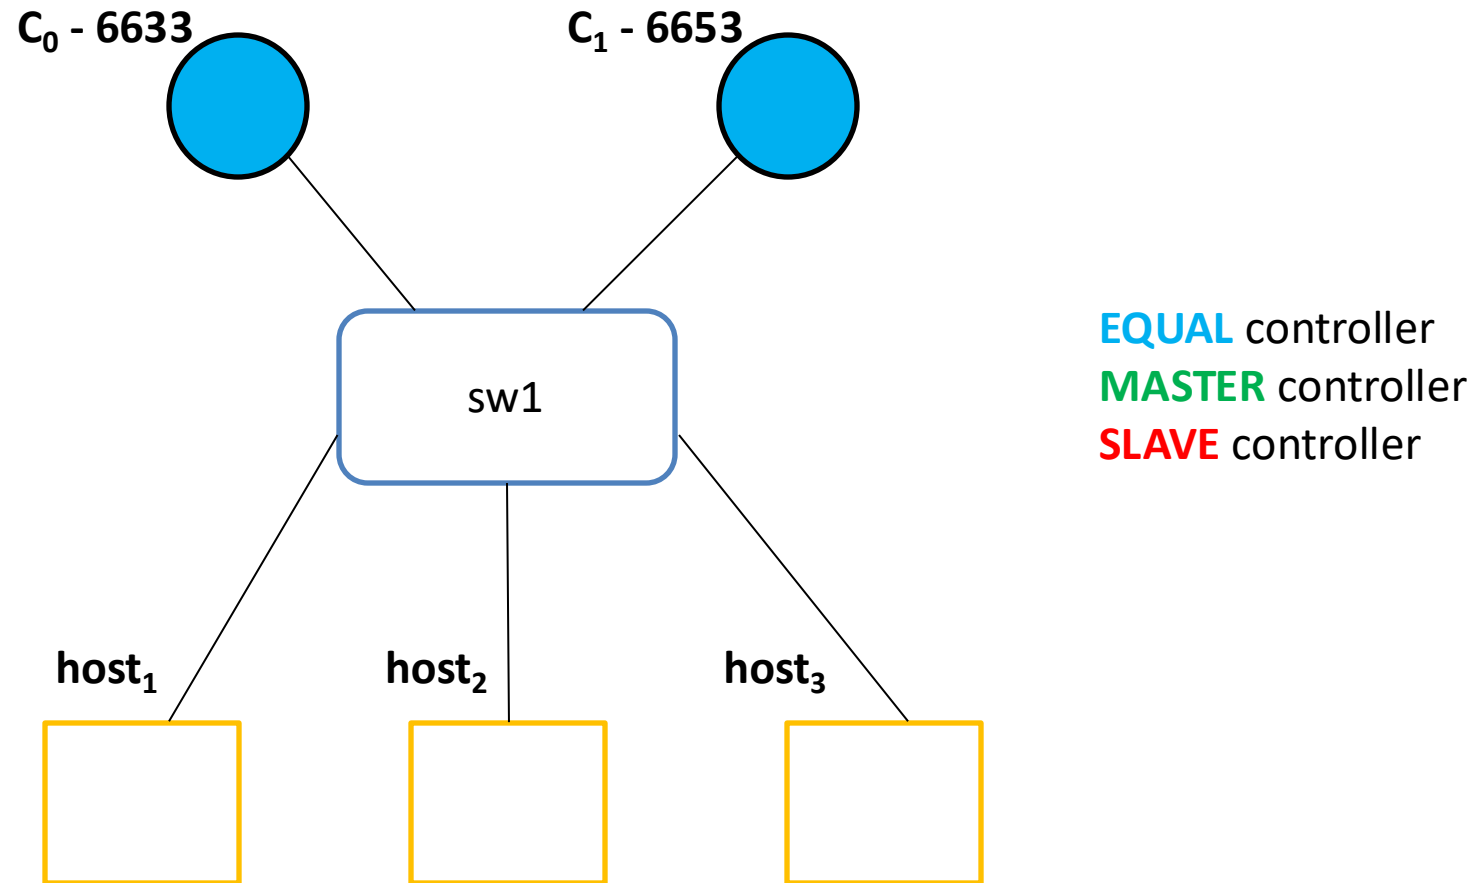 C₀ - 6633
C₁ - 6653
sw1
EQUAL controller
MASTER controller
SLAVE controller
host₁
host₂
host₃